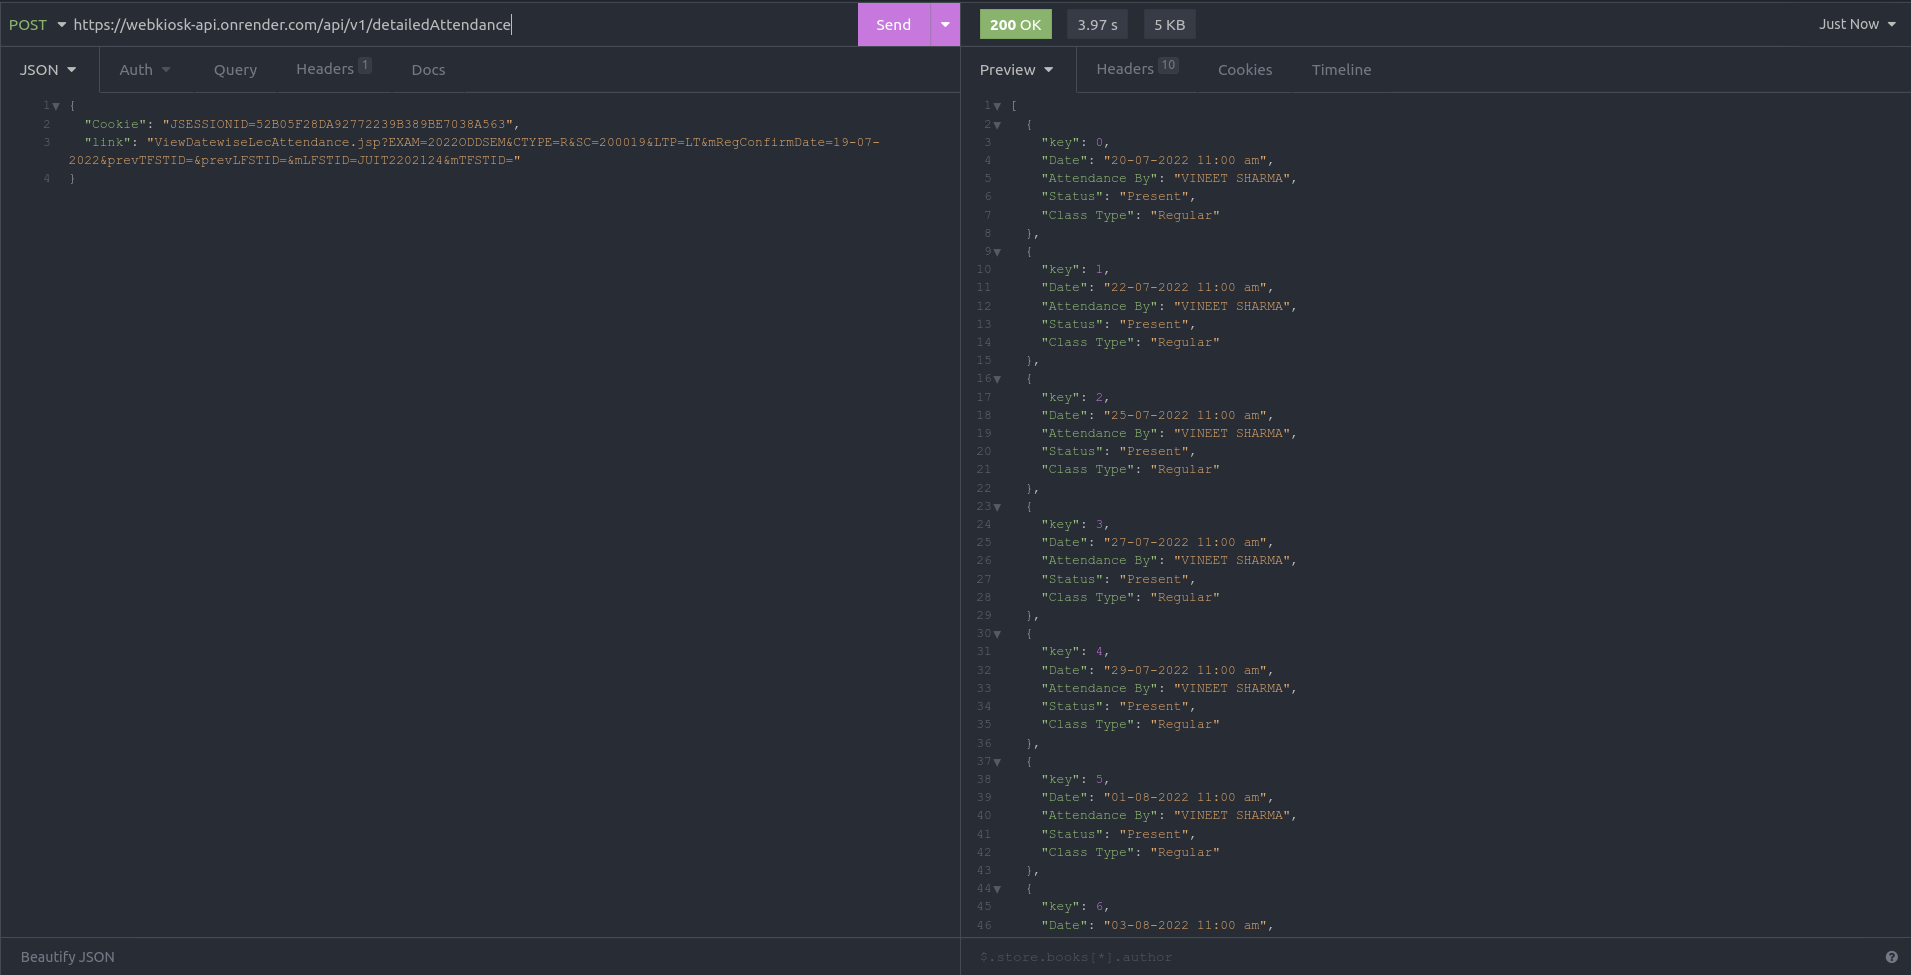 POST https://webkiosk-api.onrender.com/api/v1/detailedAttendance Send
JSON Auth Query Headers 1 Docs
1 {
2 "Cookie": "JSESSIONID=52B05F28DA92772239B389BE7038A563",
3 "link": "ViewDatewiseLecAttendance.jsp?EXAM=2022ODDSEM&CTYPE=R&SC=200019&LTP=LT&mRegConfirmDate=19-07-
2022&prevTFSTID=&prevLFSTID=&mLFSTID=JUIT2202124&mTFSTID="
4 }
Beautify JSON
200 OK 3.97 s 5 KB Just Now
Preview Headers 10 Cookies Timeline
1 [
2 {
3 "key": 0,
4 "Date": "20-07-2022 11:00 am",
5 "Attendance By": "VINEET SHARMA",
6 "Status": "Present",
7 "Class Type": "Regular"
8 },
9 {
10 "key": 1,
11 "Date": "22-07-2022 11:00 am",
12 "Attendance By": "VINEET SHARMA",
13 "Status": "Present",
14 "Class Type": "Regular"
15 },
16 {
17 "key": 2,
18 "Date": "25-07-2022 11:00 am",
19 "Attendance By": "VINEET SHARMA",
20 "Status": "Present",
21 "Class Type": "Regular"
22 },
23 {
24 "key": 3,
25 "Date": "27-07-2022 11:00 am",
26 "Attendance By": "VINEET SHARMA",
27 "Status": "Present",
28 "Class Type": "Regular"
29 },
30 {
31 "key": 4,
32 "Date": "29-07-2022 11:00 am",
33 "Attendance By": "VINEET SHARMA",
34 "Status": "Present",
35 "Class Type": "Regular"
36 },
37 {
38 "key": 5,
39 "Date": "01-08-2022 11:00 am",
40 "Attendance By": "VINEET SHARMA",
41 "Status": "Present",
42 "Class Type": "Regular"
43 },
44 {
45 "key": 6,
46 "Date": "03-08-2022 11:00 am",
$.store.books[*].author